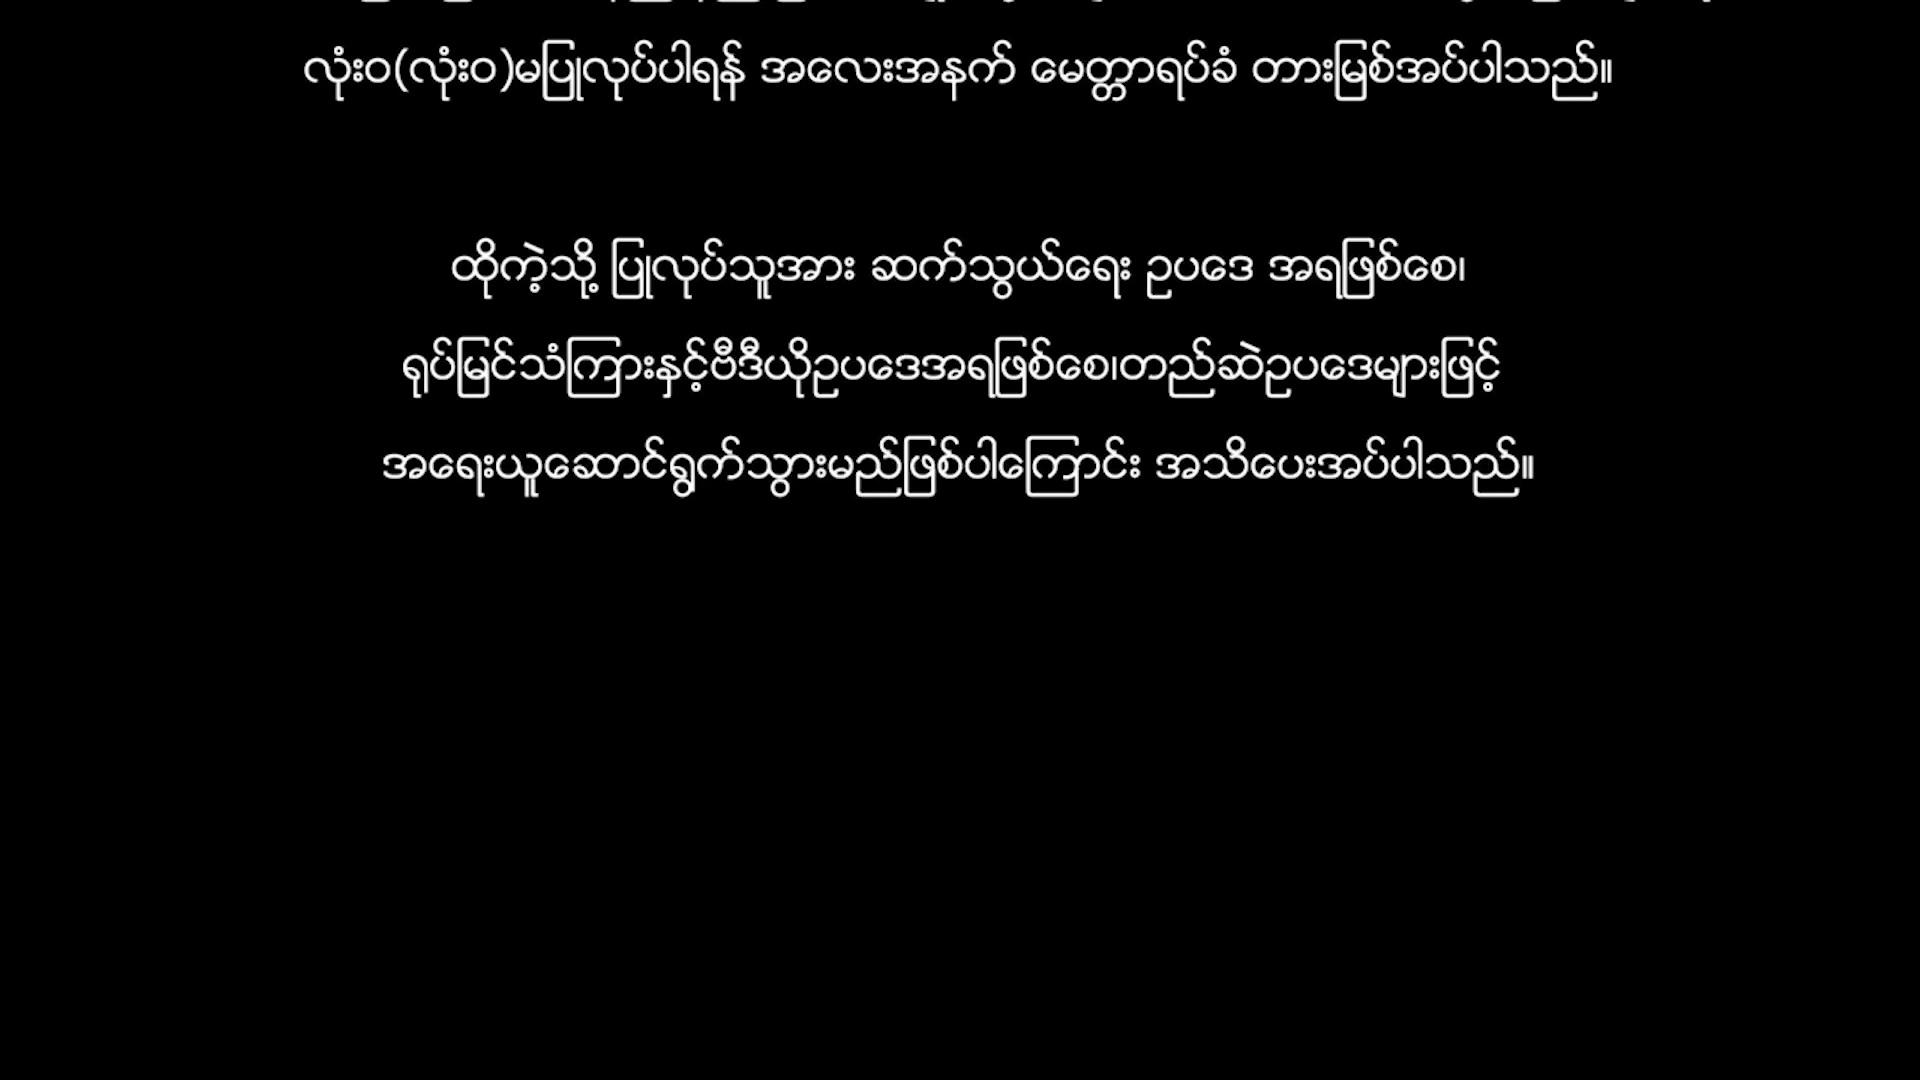 လုံးဝ(လုံးဝ)မပြုလုပ်ပါရန် အလေးအနက် မေတ္တာရပ်ခံ တားမြစ်အပ်ပါသည်။
ထိုကဲ့သို့ ပြုလုပ်သူအား ဆက်သွယ်ရေး ဥပဒေ အရဖြစ်စေ၊
ရုပ်မြင်သံကြားနှင့်ဗီဒီယိုဥပဒေအရဖြစ်စေ၊တည်ဆဲဥပဒေများဖြင့်
အရေးယူဆောင်ရွက်သွားမည်ဖြစ်ပါကြောင်း အသိပေးအပ်ပါသည်။